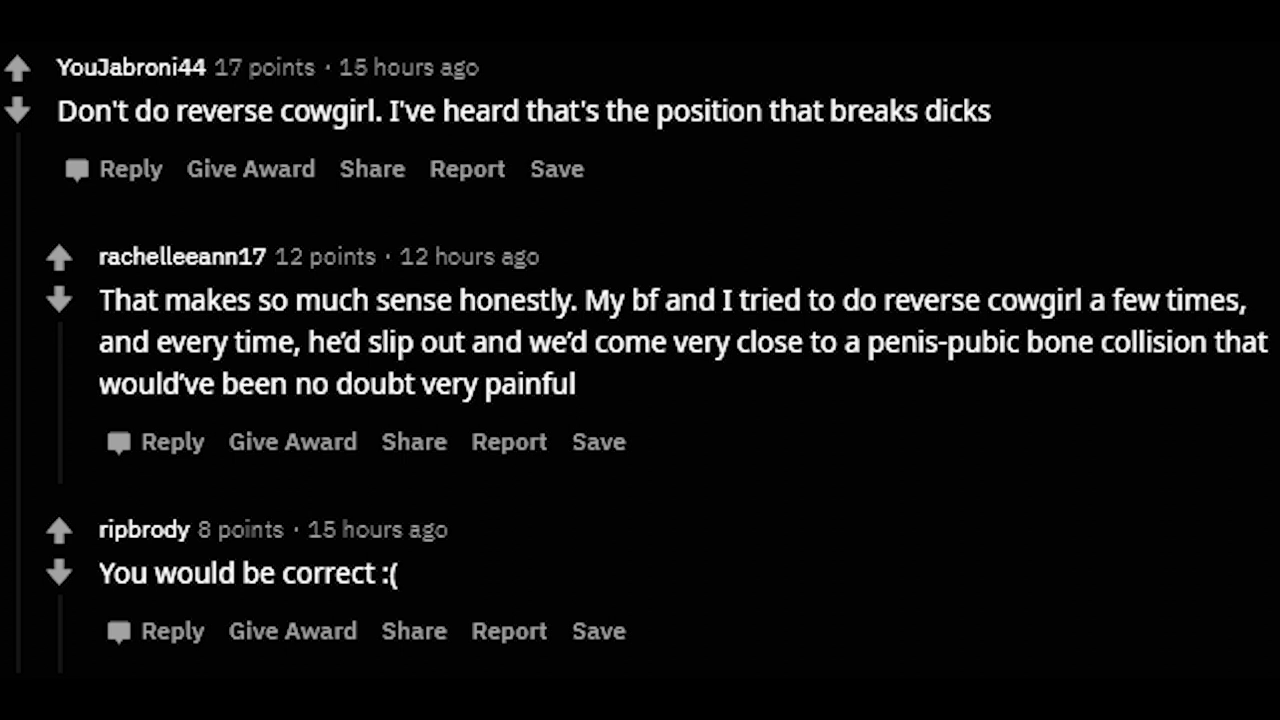 YouJabroni44 17 points · 15 hours ago
Don't do reverse cowgirl. I've heard that's the position that breaks dicks
Reply Give Award Share Report Save
rachelleeann17 12 points · 12 hours ago
That makes so much sense honestly. My bf and I tried to do reverse cowgirl a few times,
and every time, he’d slip out and we’d come very close to a penis-pubic bone collision that
would’ve been no doubt very painful
Reply Give Award Share Report Save
ripbrody 8 points · 15 hours ago
You would be correct :(
Reply Give Award Share Report Save